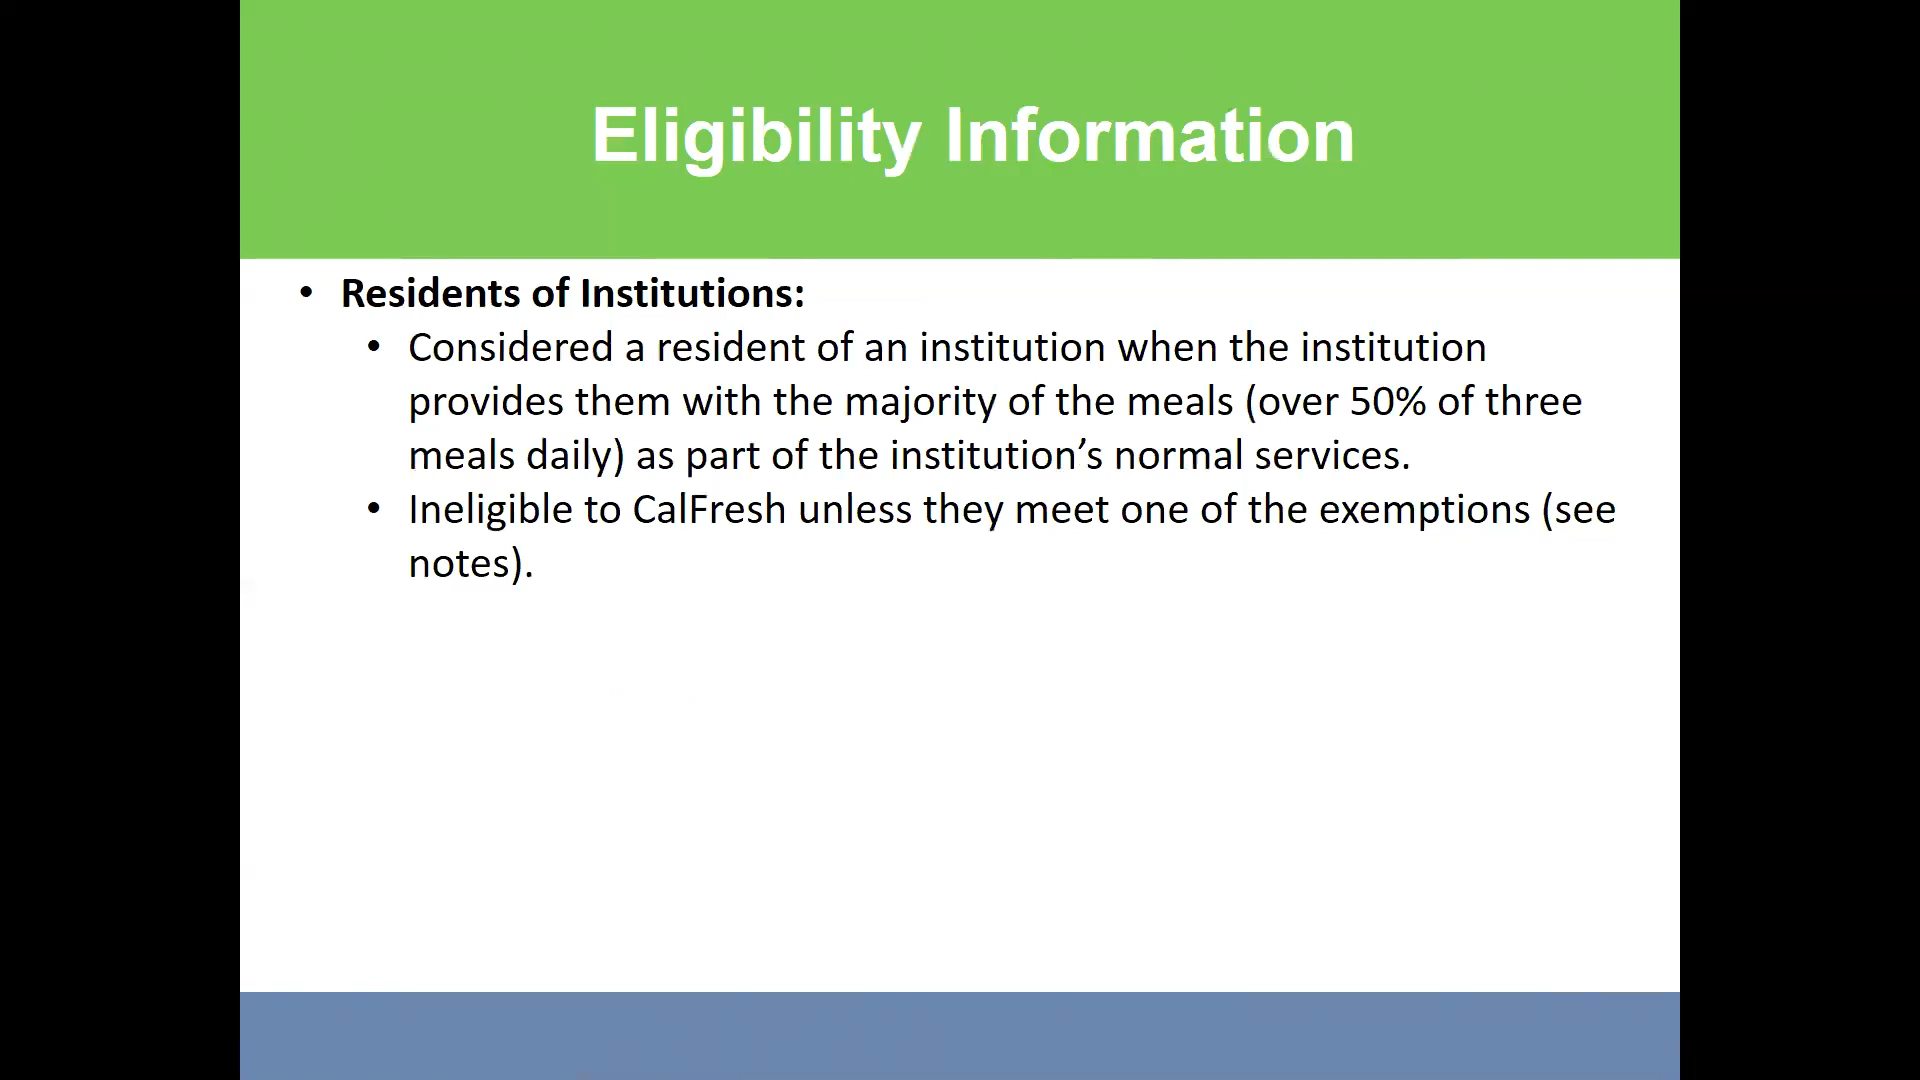 Eligibility Information
• Residents of Institutions:
• Considered a resident of an institution when the institution
provides them with the majority of the meals (over 50% of three
meals daily) as part of the institution’s normal services.
• Ineligible to CalFresh unless they meet one of the exemptions (see
notes).